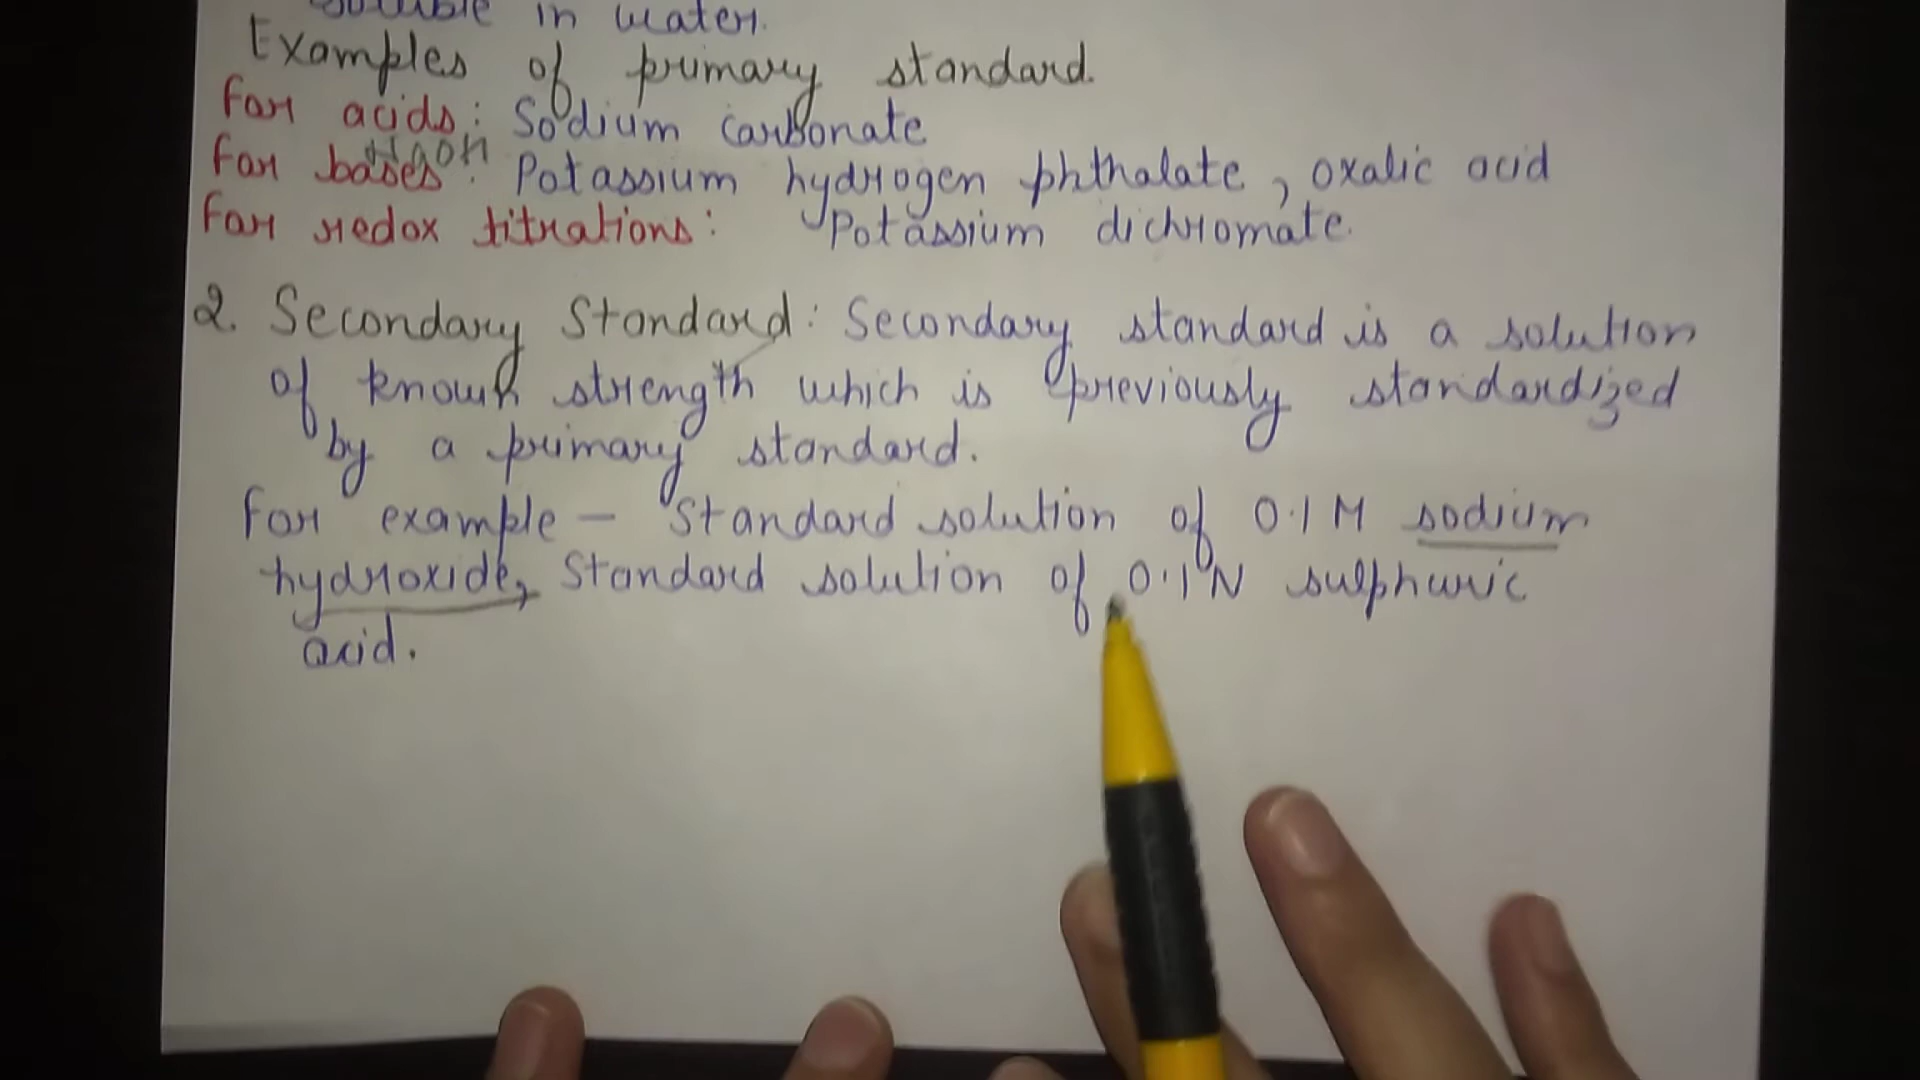 soluble in water.
Examples of primary standard.
For acids: Sodium carbonate
NaOH
For bases: Potassium hydrogen phthalate, oxalic acid
For redox titrations: Potassium dichromate.
2. Secondary Standard: Secondary standard is a solution
of known strength which is previously standardized
by a primary standard.
For example - Standard solution of 0.1 M sodium
hydroxide, Standard solution of 0.1 N sulphuric
acid.